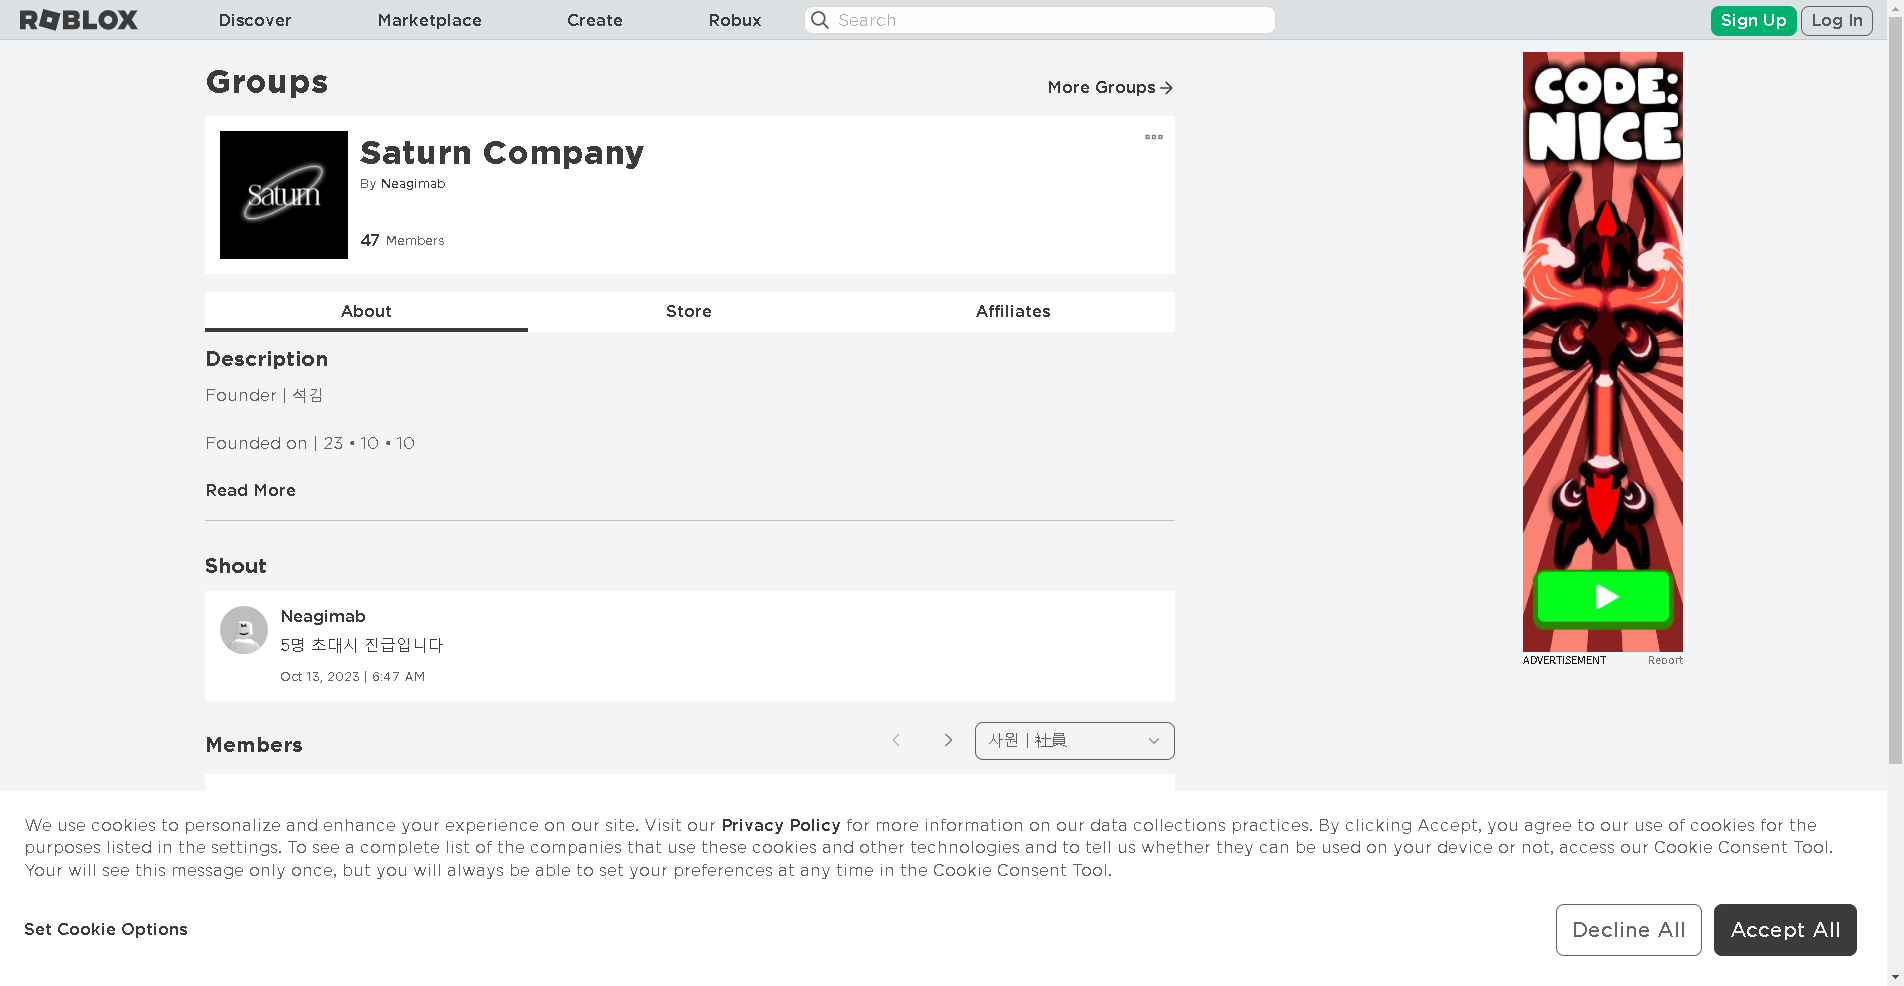 ROBLOX
Discover
Marketplace
Create
Robux
Search
Sign Up
Log In
Groups
More Groups
Saturn
Saturn Company
By Neagimab
47 Members
About
Store
Affiliates
Description
Founder | 석김
Founded on | 23 • 10 • 10
Read More
Shout
Neagimab
5명 초대시 진급입니다
Oct 13, 2023 | 6:47 AM
Members
사원 | 社員
CODE:
NICE
ADVERTISEMENT
Report
We use cookies to personalize and enhance your experience on our site. Visit our Privacy Policy for more information on our data collections practices. By clicking Accept, you agree to our use of cookies for the
purposes listed in the settings. To see a complete list of the companies that use these cookies and other technologies and to tell us whether they can be used on your device or not, access our Cookie Consent Tool.
Your will see this message only once, but you will always be able to set your preferences at any time in the Cookie Consent Tool.
Set Cookie Options
Decline All
Accept All